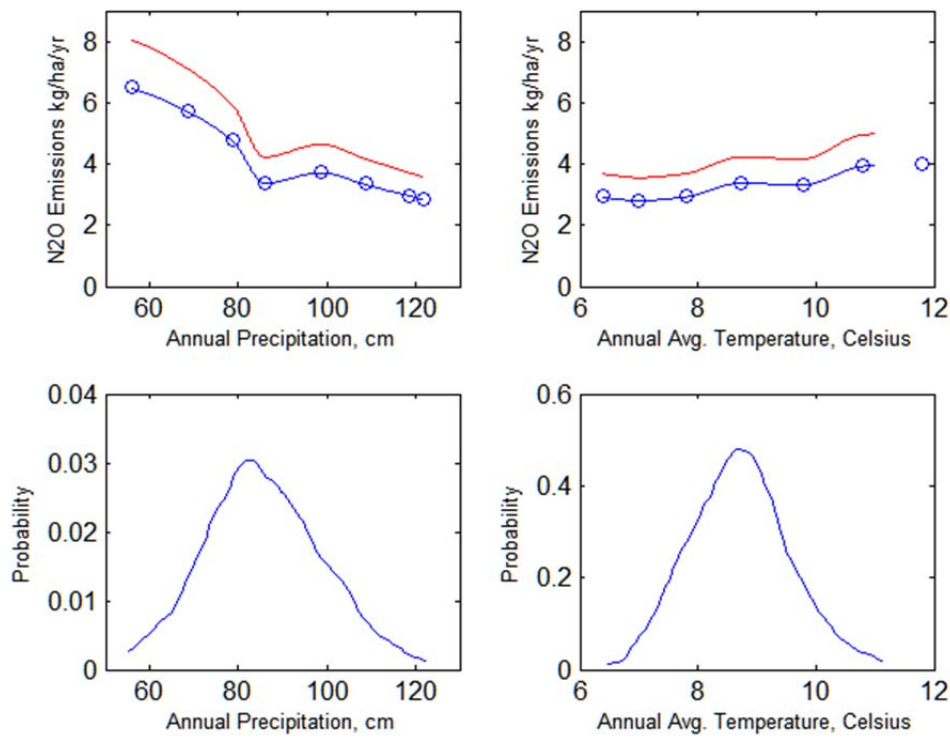 N2O Emissions kg/ha/yr
8
6
4
2
0
60 80 100 120
Annual Precipitation, cm
N2O Emissions kg/ha/yr
8
6
4
2
0
6 8 10 12
Annual Avg. Temperature, Celsius
Probability
0.04
0.03
0.02
0.01
0
60 80 100 120
Annual Precipitation, cm
Probability
0.6
0.4
0.2
0
6 8 10 12
Annual Avg. Temperature, Celsius